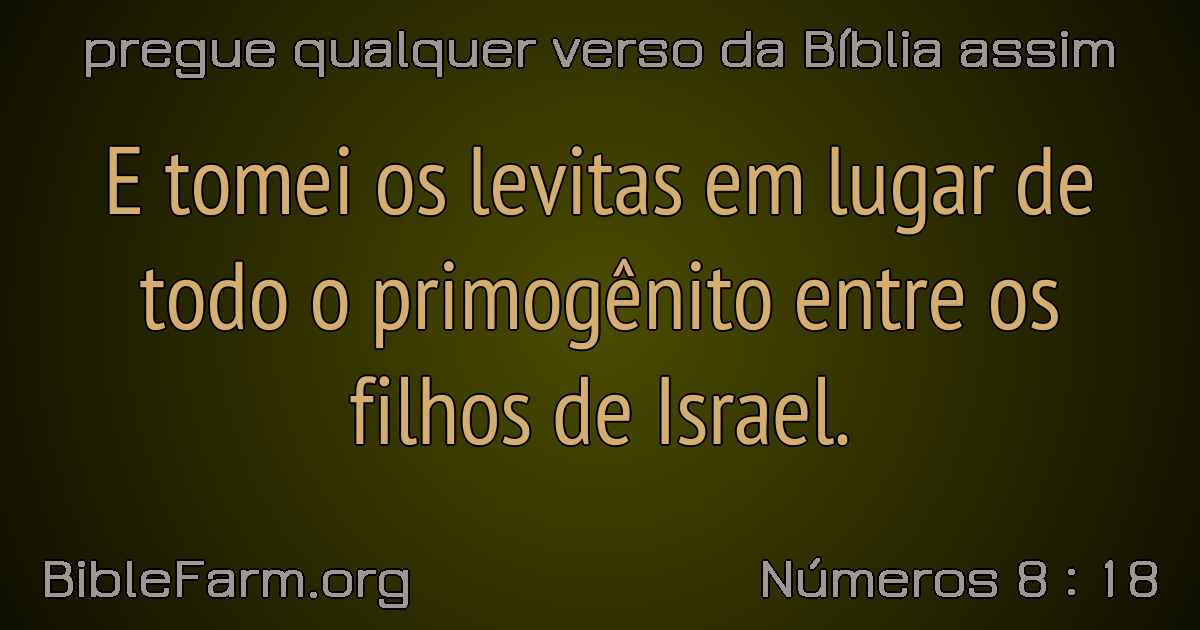 pregue qualquer verso da Bíblia assim
E tomei os levitas em lugar de
todo o primogênito entre os
filhos de Israel.
BibleFarm.org
Números 8 : 18